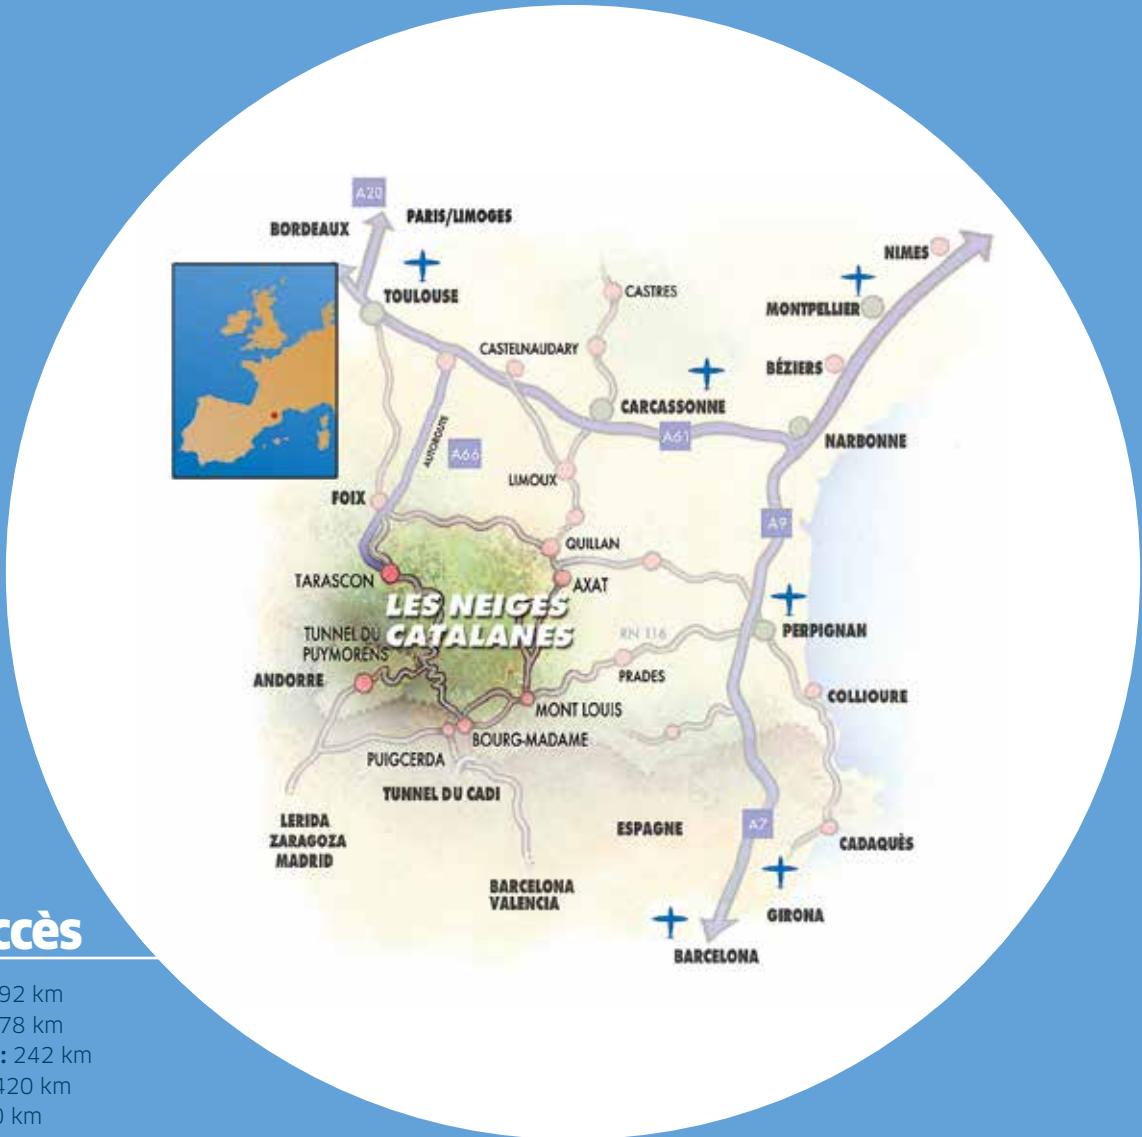 A20
PARIS/LIMOGES
BORDEAUX
NIMES
TOULOUSE
CASTRES
MONTPELLIER
CASTELNAUDARY
BÉZIERS
CARCASSONNE
A61
NARBONNE
AUTOROUTE
A66
LIMOUX
FOIX
A9
QUILLAN
TARASCON
AXAT
LES NEIGES
CATALANES
TUNNEL DU
PUYMORENS
RN 116
PERPIGNAN
PRADES
ANDORRE
COLLIOURE
MONT LOUIS
BOURG-MADAME
PUIGCERDA
TUNNEL DU CADI
LERIDA
ZARAGOZA
MADRID
ESPAGNE
A7
CADAQUÈS
BARCELONA
VALENCIA
GIRONA
BARCELONA
ccès
92 km
78 km
: 242 km
420 km
0 km